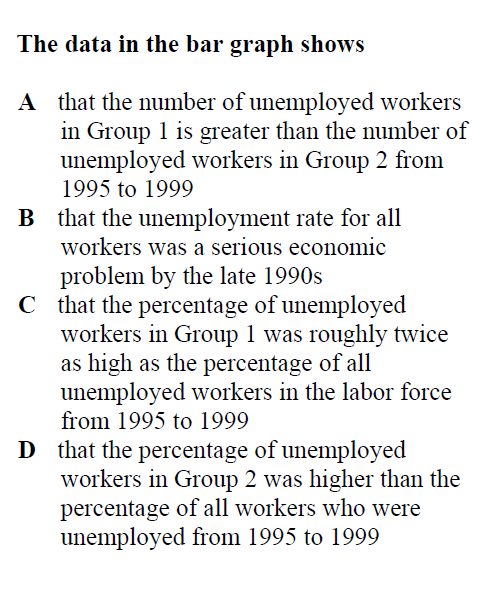 The data in the bar graph shows
A that the number of unemployed workers
in Group 1 is greater than the number of
unemployed workers in Group 2 from
1995 to 1999
B that the unemployment rate for all
workers was a serious economic
problem by the late 1990s
C that the percentage of unemployed
workers in Group 1 was roughly twice
as high as the percentage of all
unemployed workers in the labor force
from 1995 to 1999
D that the percentage of unemployed
workers in Group 2 was higher than the
percentage of all workers who were
unemployed from 1995 to 1999